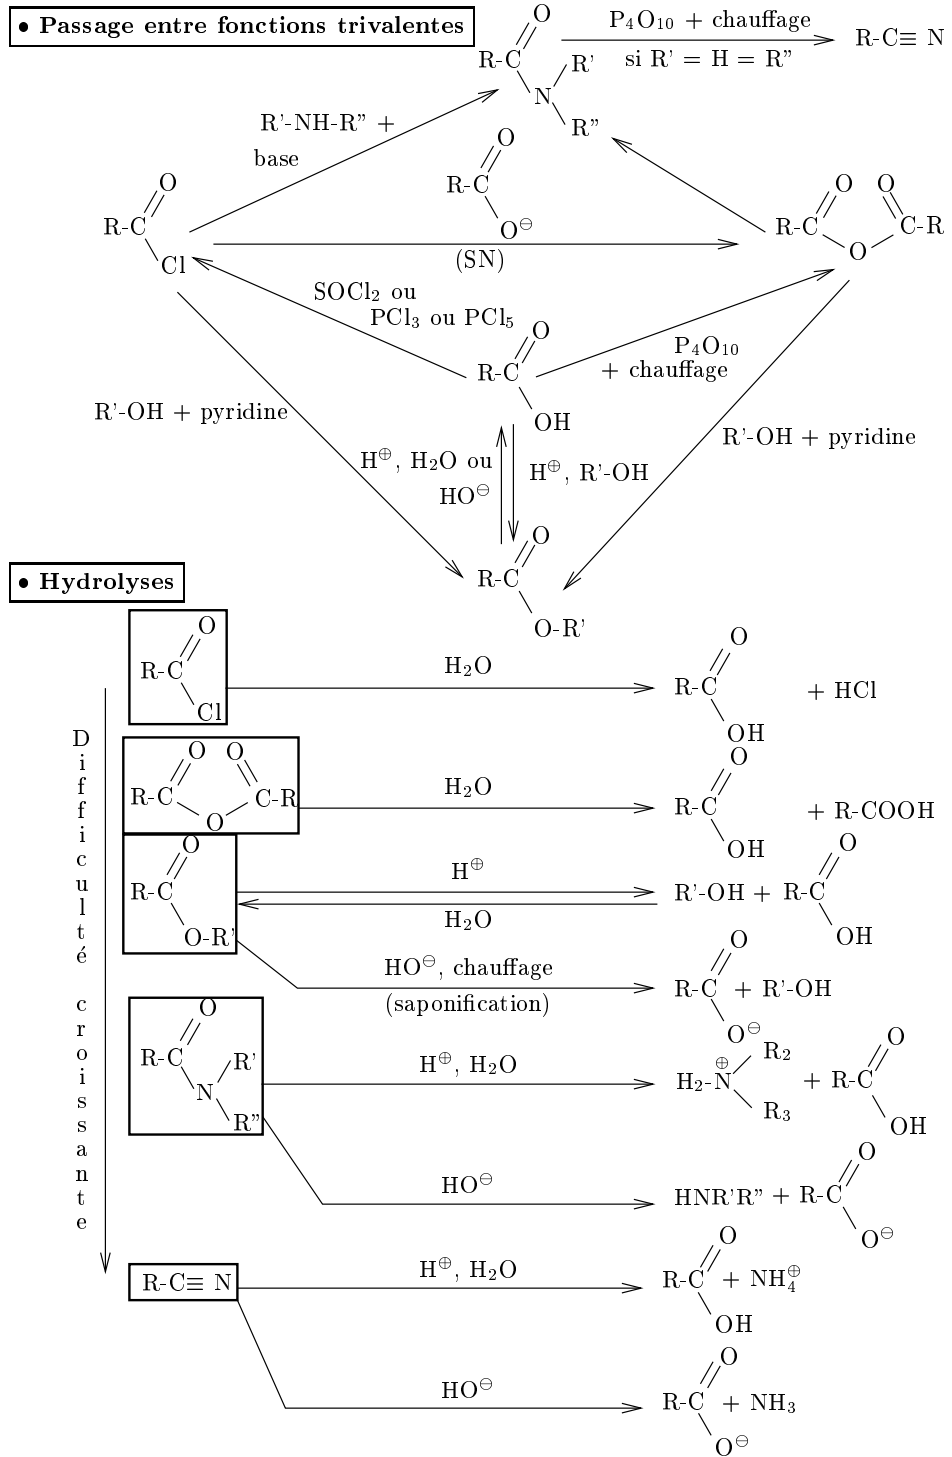 • Passage entre fonctions trivalentes
O
R-C
N
R'
R"
P₄O₁₀ + chauffage
si R' = H = R"
R-C≡ N
R'-NH-R" +
base
O
R-C
O⊖
(SN)
O
R-C
Cl
O O
R-C C-R
O
SOCl₂ ou
PCl₃ ou PCl₅
O
R-C
OH
P₄O₁₀
+ chauffage
R'-OH + pyridine
R'-OH + pyridine
H⊕, H₂O ou
HO⊖
H⊕, R'-OH
O
R-C
O-R'
• Hydrolyses
Difficulté croissante
O
R-C
Cl
H₂O
O
R-C
OH
+ HCl
O O
R-C C-R
O
H₂O
O
R-C
OH
+ R-COOH
O
R-C
O-R'
H⊕
H₂O
R'-OH +
O
R-C
OH
HO⊖, chauffage
(saponification)
O
R-C
O⊖
+ R'-OH
O
R-C
N
R'
R"
H⊕, H₂O
⊕
H₂-N
R₂
R₃
+
O
R-C
OH
HO⊖
HNR'R" +
O
R-C
O⊖
R-C≡ N
H⊕, H₂O
O
R-C
OH
+ NH₄⊕
HO⊖
O
R-C
O⊖
+ NH₃